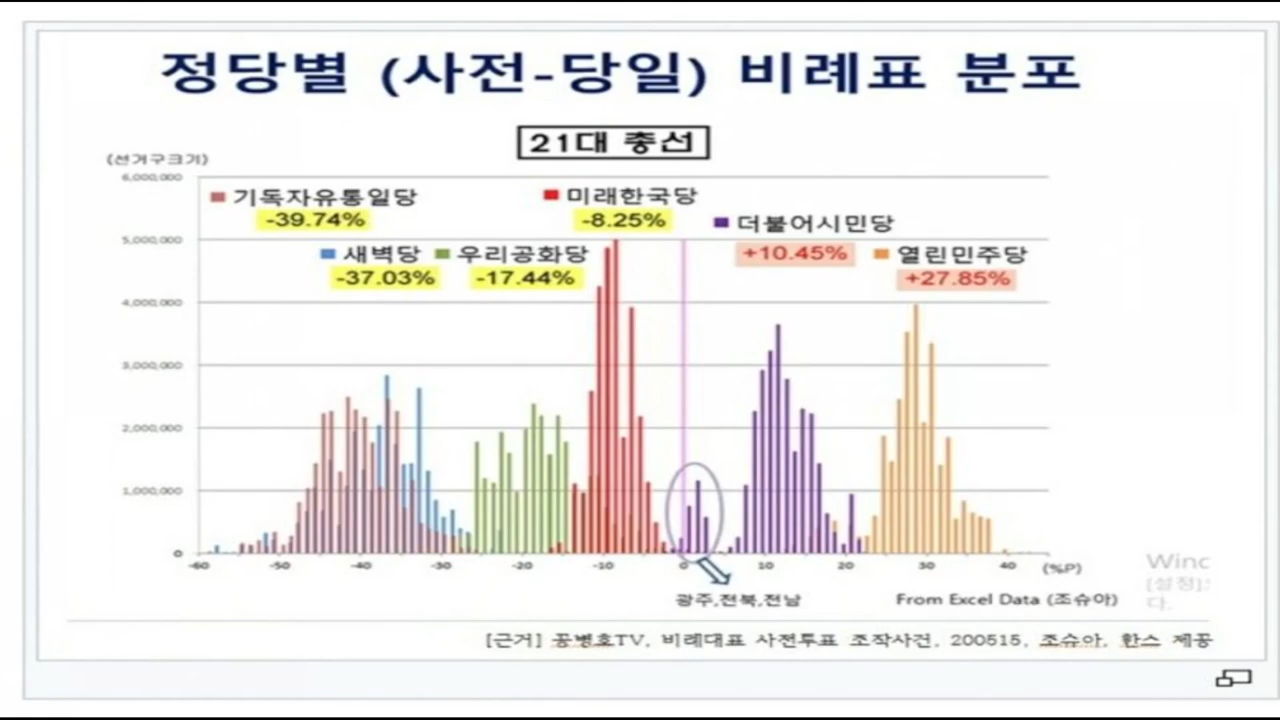 정당별 (사전-당일) 비례표 분포
21대 총선
(선거구크기)
기독자유통일당
-39.74%
미래한국당
-8.25%
더불어시민당
+10.45%
새벽당
-37.03%
우리공화당
-17.44%
열린민주당
+27.85%
6,000,000
5,000,000
4,000,000
3,000,000
2,000,000
1,000,000
0
-60 -50 -40 -30 -20 -10 0 10 20 30 40 (%P)
광주,전북,전남
From Excel Data (조슈아)
Winc
[설정]
다.
[근거] 공병호TV, 비례대표 사전투표 조작사건, 200515, 조슈아, 한스 제공